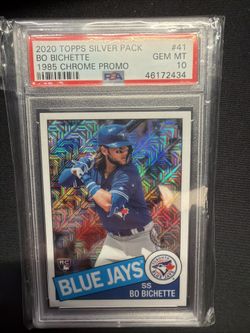 2020 TOPPS SILVER PACK #41
BO BICHETTE GEM MT
1985 CHROME PROMO 10
PSA 46172434
RC
BLUE JAYS
SS
BO BICHETTE